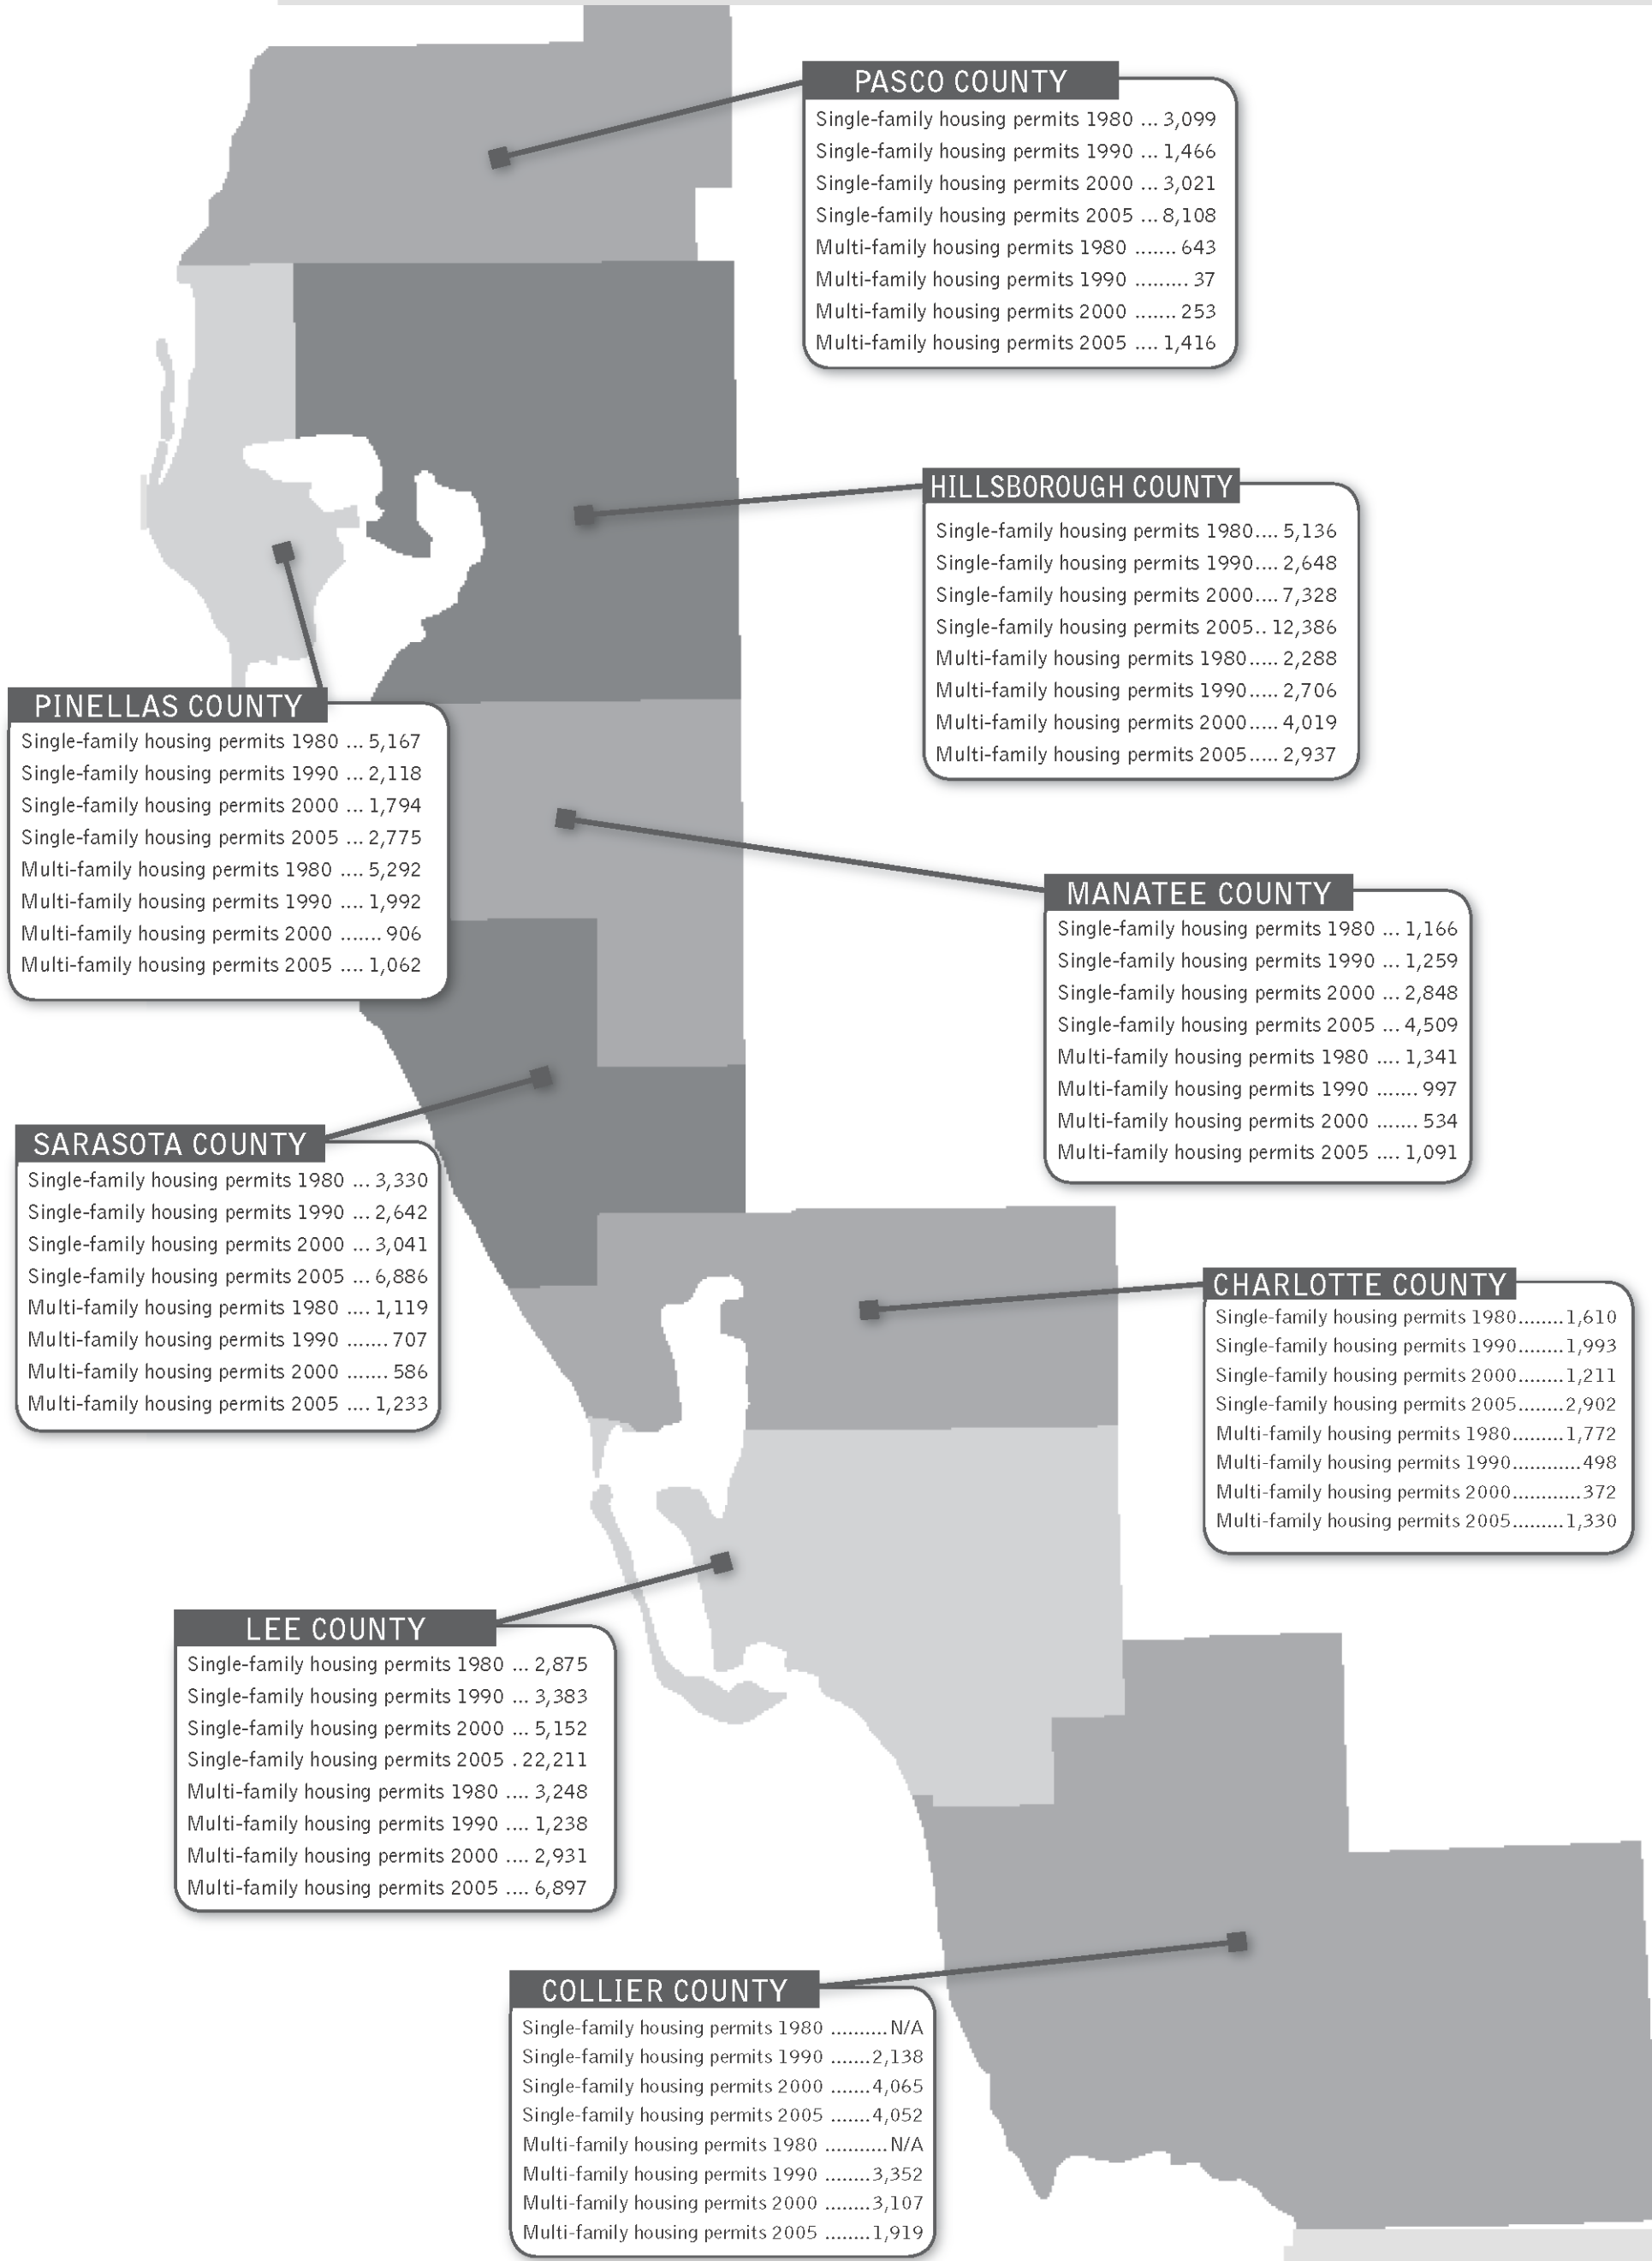 PASCO COUNTY
Single-family housing permits 1980 ... 3,099
Single-family housing permits 1990 ... 1,466
Single-family housing permits 2000 ... 3,021
Single-family housing permits 2005 ... 8,108
Multi-family housing permits 1980 ....... 643
Multi-family housing permits 1990 ......... 37
Multi-family housing permits 2000 ....... 253
Multi-family housing permits 2005 .... 1,416
HILLSBOROUGH COUNTY
Single-family housing permits 1980.... 5,136
Single-family housing permits 1990.... 2,648
Single-family housing permits 2000.... 7,328
Single-family housing permits 2005.. 12,386
Multi-family housing permits 1980..... 2,288
Multi-family housing permits 1990..... 2,706
Multi-family housing permits 2000..... 4,019
Multi-family housing permits 2005..... 2,937
PINELLAS COUNTY
Single-family housing permits 1980 ... 5,167
Single-family housing permits 1990 ... 2,118
Single-family housing permits 2000 ... 1,794
Single-family housing permits 2005 ... 2,775
Multi-family housing permits 1980 .... 5,292
Multi-family housing permits 1990 .... 1,992
Multi-family housing permits 2000 ....... 906
Multi-family housing permits 2005 .... 1,062
MANATEE COUNTY
Single-family housing permits 1980 ... 1,166
Single-family housing permits 1990 ... 1,259
Single-family housing permits 2000 ... 2,848
Single-family housing permits 2005 ... 4,509
Multi-family housing permits 1980 .... 1,341
Multi-family housing permits 1990 ....... 997
Multi-family housing permits 2000 ....... 534
Multi-family housing permits 2005 .... 1,091
SARASOTA COUNTY
Single-family housing permits 1980 ... 3,330
Single-family housing permits 1990 ... 2,642
Single-family housing permits 2000 ... 3,041
Single-family housing permits 2005 ... 6,886
Multi-family housing permits 1980 .... 1,119
Multi-family housing permits 1990 ....... 707
Multi-family housing permits 2000 ....... 586
Multi-family housing permits 2005 .... 1,233
CHARLOTTE COUNTY
Single-family housing permits 1980........1,610
Single-family housing permits 1990........1,993
Single-family housing permits 2000........1,211
Single-family housing permits 2005........2,902
Multi-family housing permits 1980.........1,772
Multi-family housing permits 1990............498
Multi-family housing permits 2000............372
Multi-family housing permits 2005.........1,330
LEE COUNTY
Single-family housing permits 1980 ... 2,875
Single-family housing permits 1990 ... 3,383
Single-family housing permits 2000 ... 5,152
Single-family housing permits 2005 . 22,211
Multi-family housing permits 1980 .... 3,248
Multi-family housing permits 1990 .... 1,238
Multi-family housing permits 2000 .... 2,931
Multi-family housing permits 2005 .... 6,897
COLLIER COUNTY
Single-family housing permits 1980 ..........N/A
Single-family housing permits 1990 .......2,138
Single-family housing permits 2000 .......4,065
Single-family housing permits 2005 .......4,052
Multi-family housing permits 1980 ...........N/A
Multi-family housing permits 1990 ........3,352
Multi-family housing permits 2000 ........3,107
Multi-family housing permits 2005 ........1,919